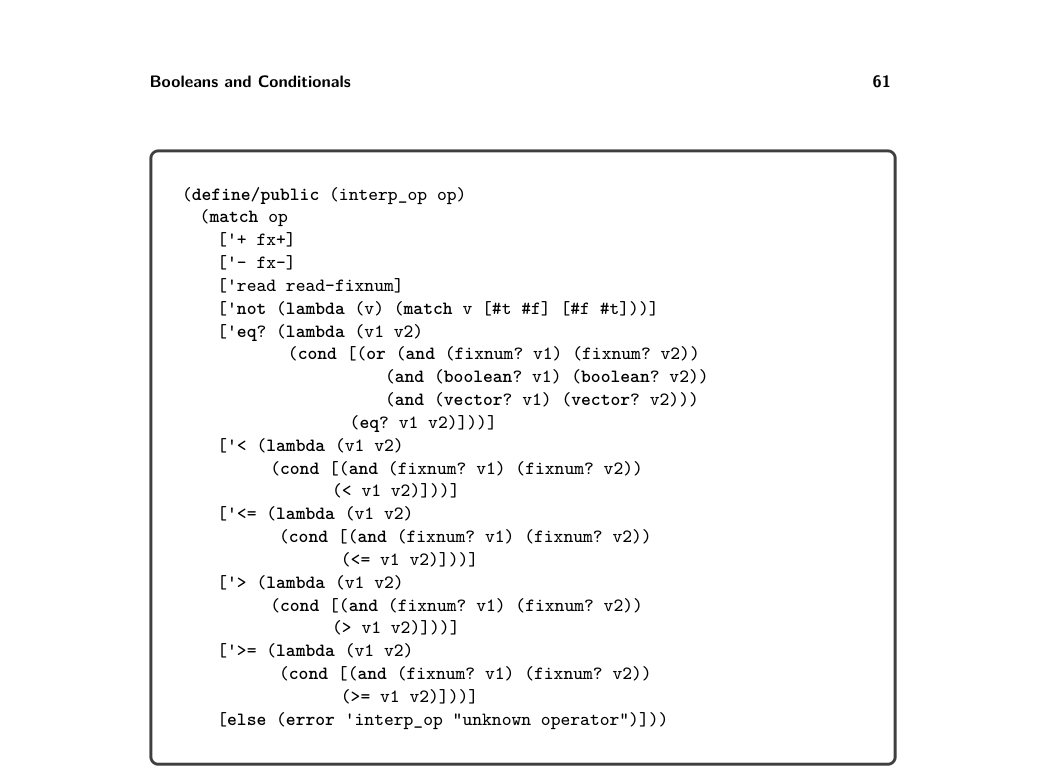 Booleans and Conditionals 61
(define/public (interp_op op)
  (match op
    ['+ fx+]
    ['- fx-]
    ['read read-fixnum]
    ['not (lambda (v) (match v [#t #f] [#f #t]))]
    ['eq? (lambda (v1 v2)
            (cond [(or (and (fixnum? v1) (fixnum? v2))
                       (and (boolean? v1) (boolean? v2))
                       (and (vector? v1) (vector? v2)))
                   (eq? v1 v2)]))]
    ['< (lambda (v1 v2)
          (cond [(and (fixnum? v1) (fixnum? v2))
                 (< v1 v2)]))]
    ['<= (lambda (v1 v2)
           (cond [(and (fixnum? v1) (fixnum? v2))
                  (<= v1 v2)]))]
    ['> (lambda (v1 v2)
          (cond [(and (fixnum? v1) (fixnum? v2))
                 (> v1 v2)]))]
    ['>= (lambda (v1 v2)
           (cond [(and (fixnum? v1) (fixnum? v2))
                  (>= v1 v2)]))]
    [else (error 'interp_op "unknown operator")]))